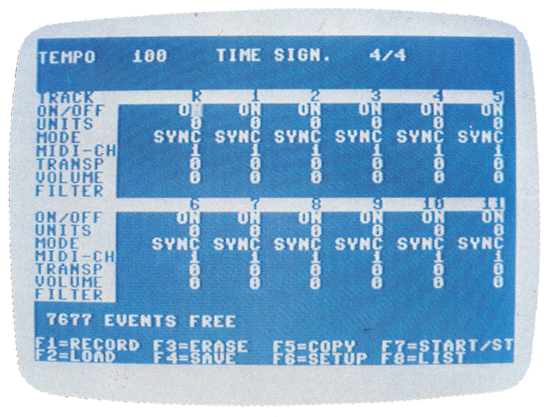 TEMPO 100 TIME SIGN. 4/4
TRACK R 1 2 3 4 5
ON/OFF ON ON ON ON ON ON
UNITS 0 0 0 0 0 0
MODE SYNC SYNC SYNC SYNC SYNC SYNC
MIDI-CH 1 1 1 1 1 1
TRANSP 0 0 0 0 0 0
VOLUME 0 0 0 0 0 0
FILTER
6 7 8 9 10 11
ON/OFF ON ON ON ON ON ON
UNITS 0 0 0 0 0 0
MODE SYNC SYNC SYNC SYNC SYNC SYNC
MIDI-CH 1 1 1 1 1 1
TRANSP 0 0 0 0 0 0
VOLUME 0 0 0 0 0 0
FILTER
7677 EVENTS FREE
F1=RECORD F3=ERASE F5=COPY F7=START/ST
F2=LOAD F4=SAVE F6=SETUP F8=LIST